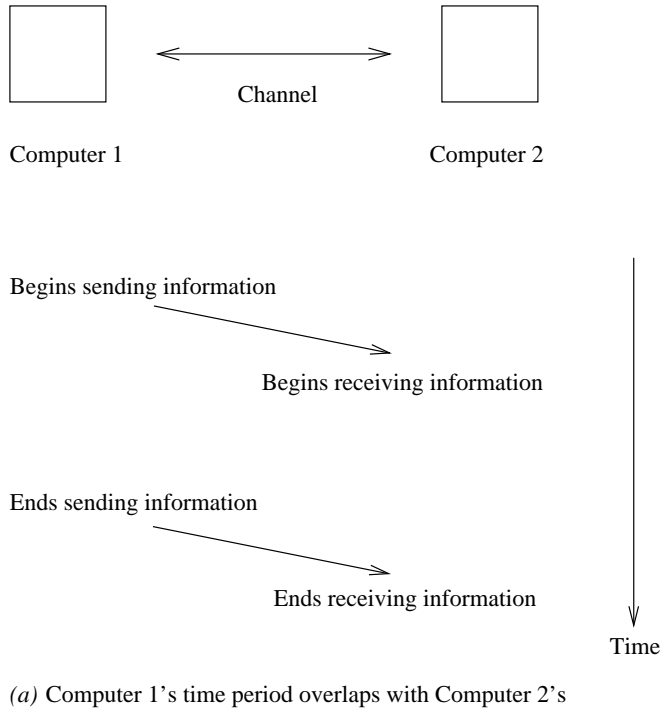 Channel
Computer 1
Computer 2
Begins sending information
Begins receiving information
Ends sending information
Ends receiving information
Time
(a) Computer 1’s time period overlaps with Computer 2’s